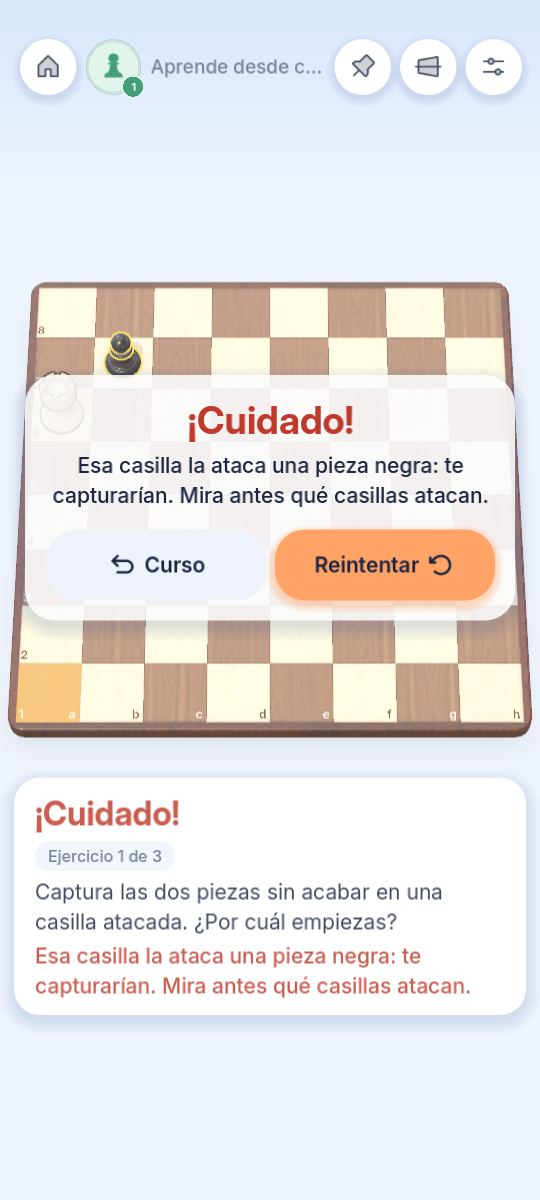 1
Aprende desde c...
8
¡Cuidado!
Esa casilla la ataca una pieza negra: te
capturarían. Mira antes qué casillas atacan.
Curso
Reintentar
2
1 a b c d e f g h
¡Cuidado!
Ejercicio 1 de 3
Captura las dos piezas sin acabar en una
casilla atacada. ¿Por cuál empiezas?
Esa casilla la ataca una pieza negra: te
capturarían. Mira antes qué casillas atacan.